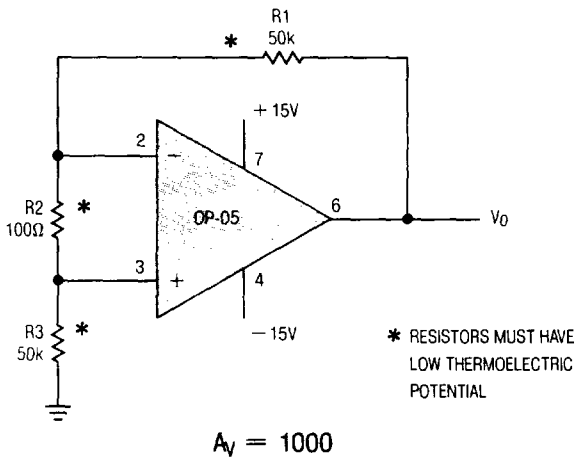 R1
* 50k
+15V
2
−
7
R2
100Ω
*
OP-05
6
V₀
3
+
4
R3
50k
*
−15V
* RESISTORS MUST HAVE
LOW THERMOELECTRIC
POTENTIAL
Aᵥ = 1000